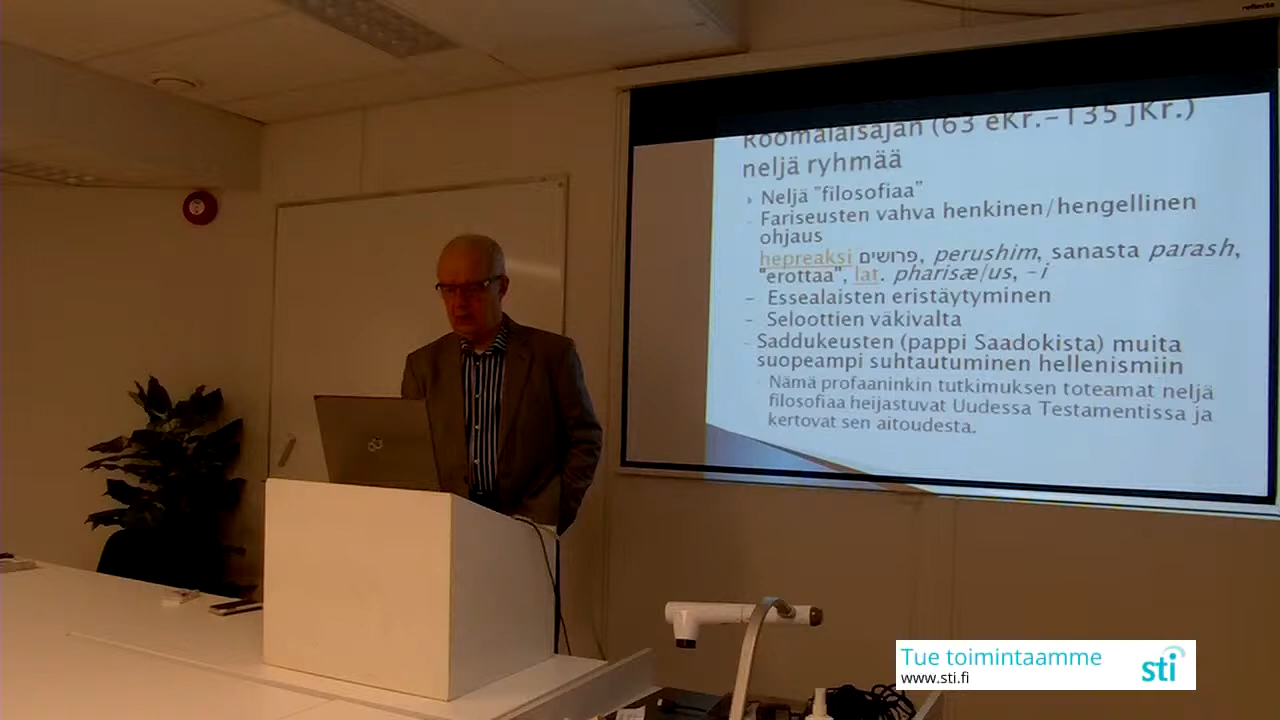 reflecta
Roomalaisajan (63 eKr.-135 jKr.)
neljä ryhmää
Neljä "filosofiaa"
- Fariseusten vahva henkinen/hengellinen
ohjaus
hepreaksi פרושים, perushim, sanasta parash,
"erottaa", lat. pharisæ/us, -i
- Essealaisten eristäytyminen
- Seloottien väkivalta
- Saddukeusten (pappi Saadokista) muita
suopeampi suhtautuminen hellenismiin
Nämä profaaninkin tutkimuksen toteamat neljä
filosofiaa heijastuvat Uudessa Testamentissa ja
kertovat sen aitoudesta.
Tue toimintaamme
www.sti.fi
sti